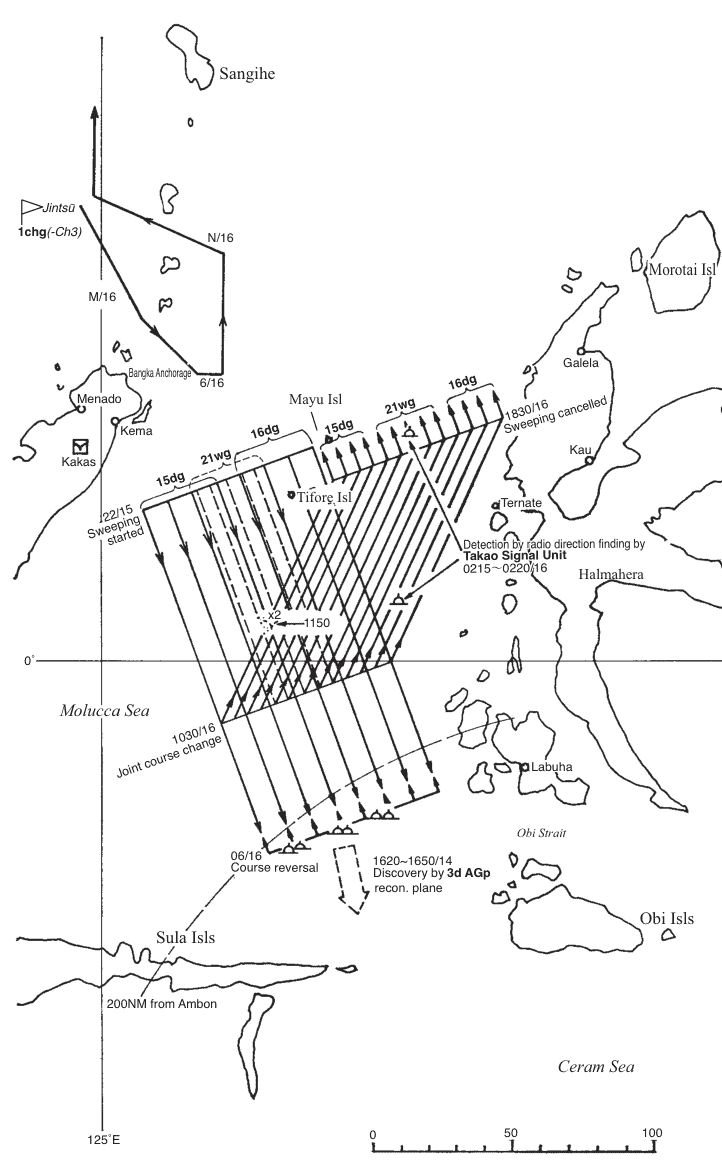 Sangihe
Jintsū
1chg(-Ch3)
N/16
M/16
Morotai Isl
Bangka Anchorage
6/16
Galela
Menado
Mayu Isl
16dg
21wg
15dg
1830/16
Sweeping cancelled
Kema
16dg
21wg
15dg
Kau
Kakas
Tifore Isl
Ternate
22/15
Sweeping
started
Detection by radio direction finding by
Takao Signal Unit
0215~0220/16
Halmahera
x2
1150
0°
Molucca Sea
1030/16
Joint course change
Labuha
Obi Strait
06/16
Course reversal
1620~1650/14
Discovery by 3d AGp
recon. plane
Obi Isls
Sula Isls
200NM from Ambon
Ceram Sea
125°E
0
50
100